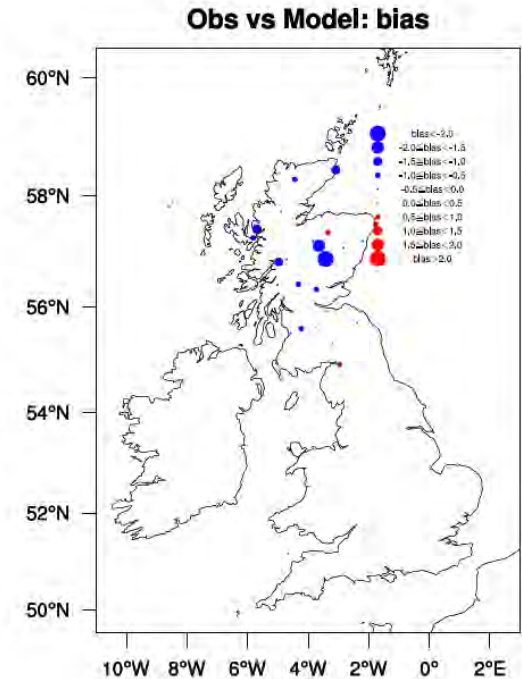 Obs vs Model: bias
60°N
58°N
56°N
54°N
52°N
50°N
bias<-2.0
-2.0≤bias<-1.5
-1.5≤bias<-1.0
-1.0≤bias<-0.5
-0.5≤bias<0.0
0.0≤bias<0.5
0.5≤bias<1.0
1.0≤bias<1.5
1.5≤bias<2.0
bias>2.0
10°W 8°W 6°W 4°W 2°W 0° 2°E